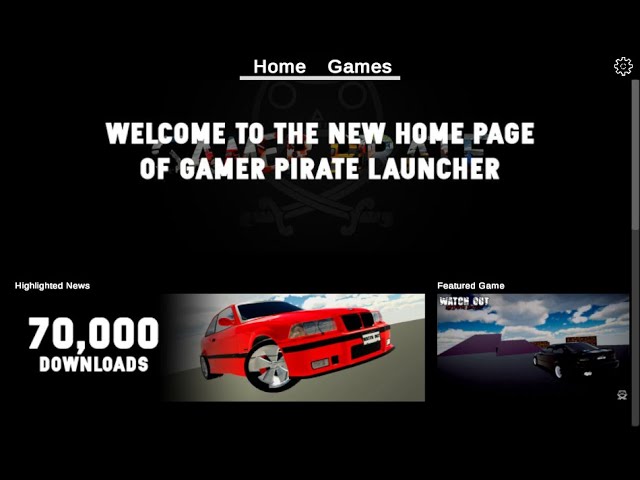 Home Games
WELCOME TO THE NEW HOME PAGE
OF GAMER PIRATE LAUNCHER
Highlighted News
Featured Game
70,000
DOWNLOADS
WATCH OUT